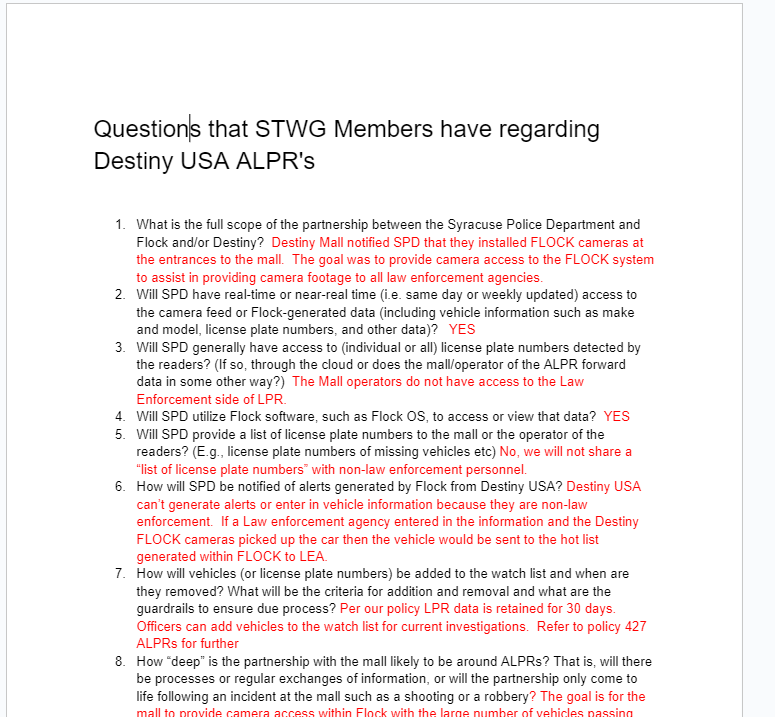 Questions that STWG Members have regarding
Destiny USA ALPR's
1. What is the full scope of the partnership between the Syracuse Police Department and
Flock and/or Destiny? Destiny Mall notified SPD that they installed FLOCK cameras at
the entrances to the mall. The goal was to provide camera access to the FLOCK system
to assist in providing camera footage to all law enforcement agencies.
2. Will SPD have real-time or near-real time (i.e. same day or weekly updated) access to
the camera feed or Flock-generated data (including vehicle information such as make
and model, license plate numbers, and other data)? YES
3. Will SPD generally have access to (individual or all) license plate numbers detected by
the readers? (If so, through the cloud or does the mall/operator of the ALPR forward
data in some other way?) The Mall operators do not have access to the Law
Enforcement side of LPR.
4. Will SPD utilize Flock software, such as Flock OS, to access or view that data? YES
5. Will SPD provide a list of license plate numbers to the mall or the operator of the
readers? (E.g., license plate numbers of missing vehicles etc) No, we will not share a
“list of license plate numbers” with non-law enforcement personnel.
6. How will SPD be notified of alerts generated by Flock from Destiny USA? Destiny USA
can’t generate alerts or enter in vehicle information because they are non-law
enforcement. If a Law enforcement agency entered in the information and the Destiny
FLOCK cameras picked up the car then the vehicle would be sent to the hot list
generated within FLOCK to LEA.
7. How will vehicles (or license plate numbers) be added to the watch list and when are
they removed? What will be the criteria for addition and removal and what are the
guardrails to ensure due process? Per our policy LPR data is retained for 30 days.
Officers can add vehicles to the watch list for current investigations. Refer to policy 427
ALPRs for further
8. How “deep” is the partnership with the mall likely to be around ALPRs? That is, will there
be processes or regular exchanges of information, or will the partnership only come to
life following an incident at the mall such as a shooting or a robbery? The goal is for the
mall to provide camera access within Flock with the large number of vehicles passing